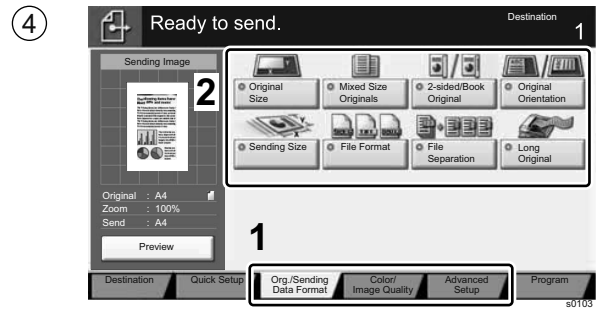 4
Ready to send.
Destination
1
Sending Image
2
Original
Size
Mixed Size
Originals
2-sided/Book
Original
Original
Orientation
Sending Size
File Format
File
Separation
Long
Original
Original : A4
Zoom : 100%
Send : A4
Preview
1
Destination
Quick Setup
Org./Sending
Data Format
Color/
Image Quality
Advanced
Setup
Program
s0103